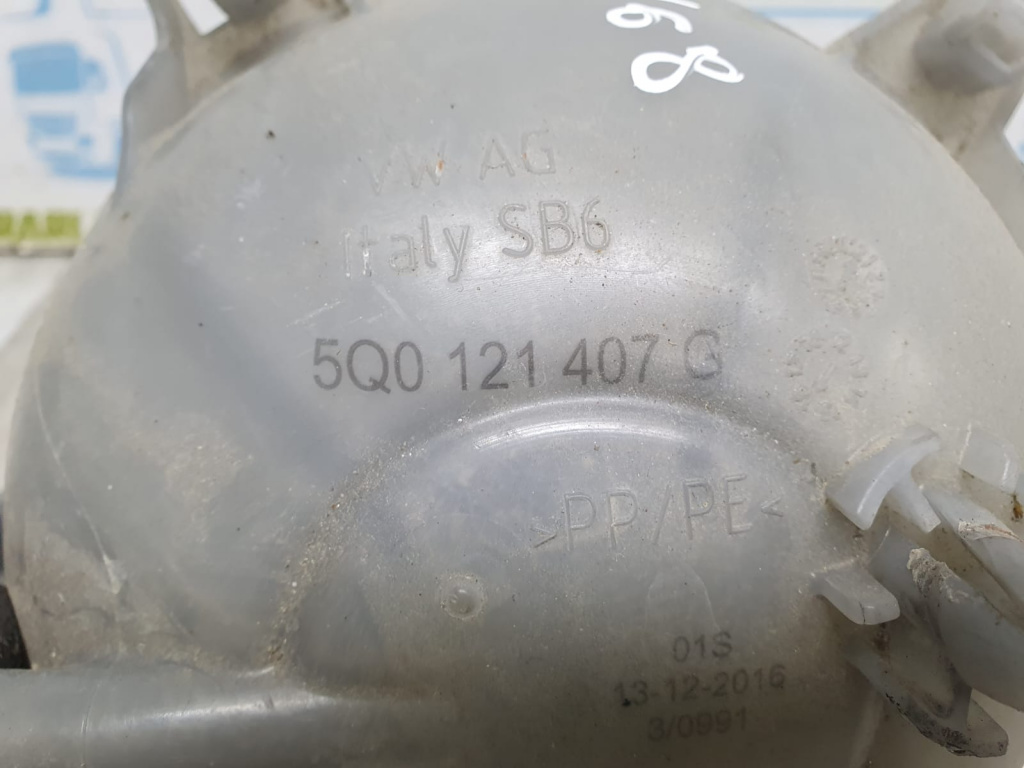 VW AG
Italy SB6
5Q0 121 407 G
>PP/PE<
01S
13-12-2016
3/0991